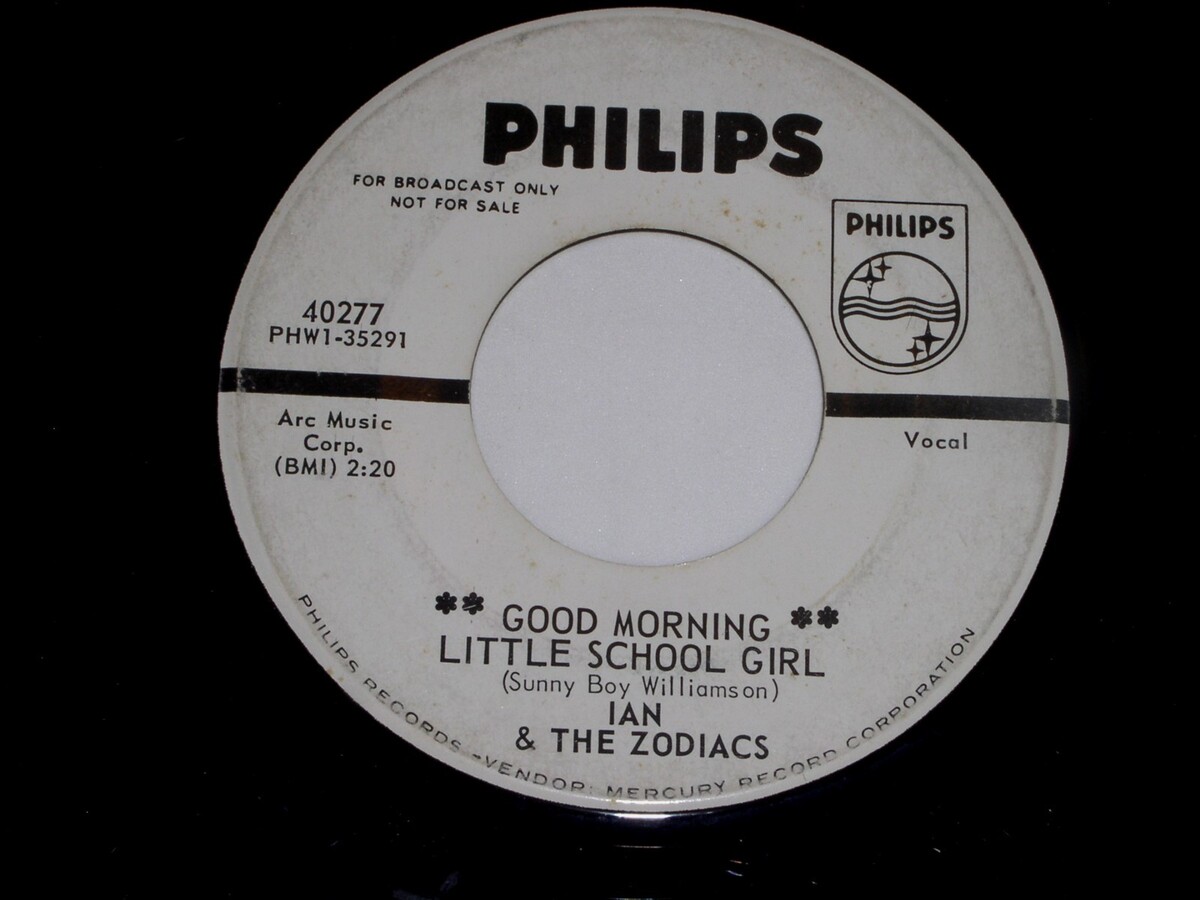 PHILIPS
FOR BROADCAST ONLY
NOT FOR SALE
PHILIPS
40277
PHW1-35291
Arc Music
Corp.
(BMI) 2:20
Vocal
** GOOD MORNING **
LITTLE SCHOOL GIRL
(Sunny Boy Williamson)
IAN
& THE ZODIACS
PHILIPS RECORDS -VENDOR: MERCURY RECORD CORPORATION